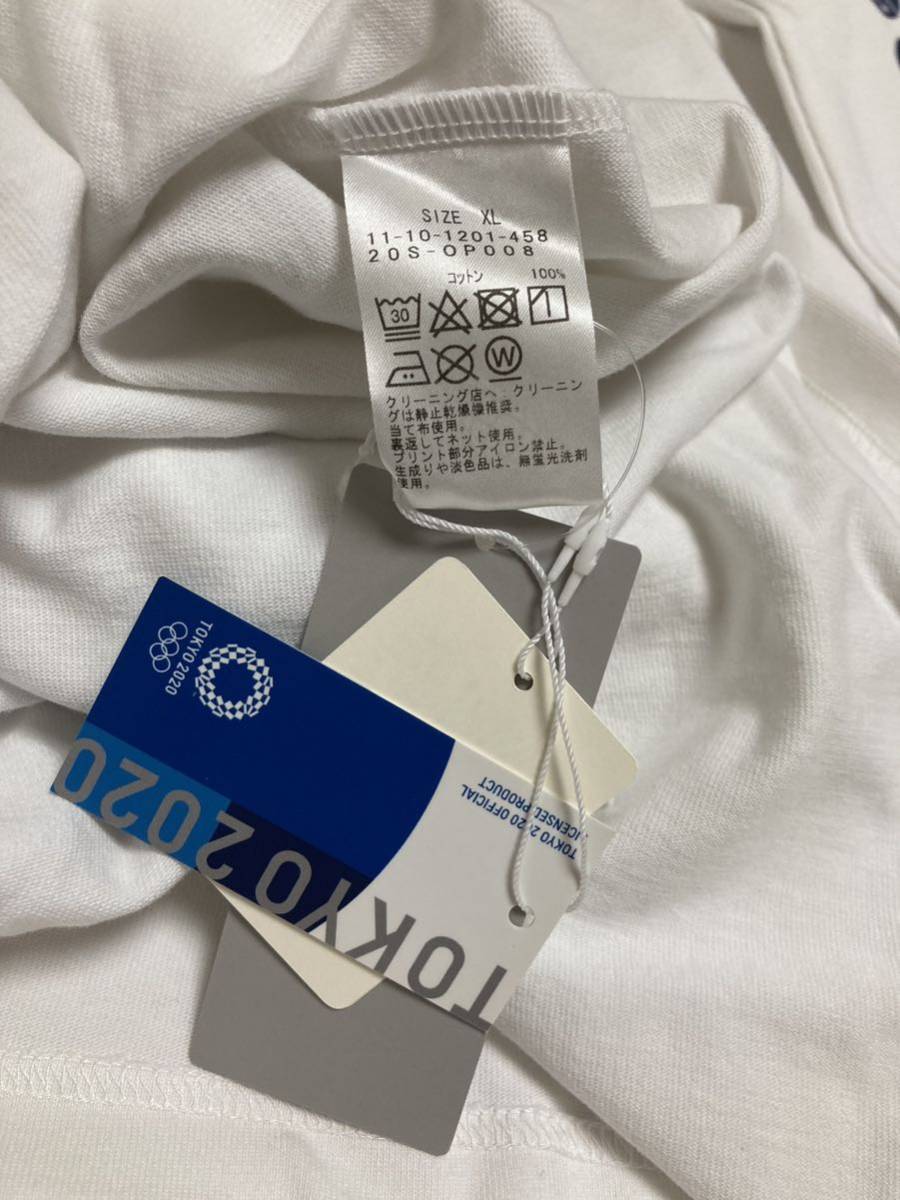 SIZE XL
11-10-1201-458
20S-OP008
コットン 100%
30
W
クリーニング店へ クリーニン
グは静止乾燥推奨。
当て布使用。
裏返してネット使用。
プリント部分アイロン禁止。
生成りや淡色品は、無蛍光洗剤
使用。
TOKYO 2020
TOKYO 2020 OFFICIAL
LICENSED PRODUCT
TOKYO 2020